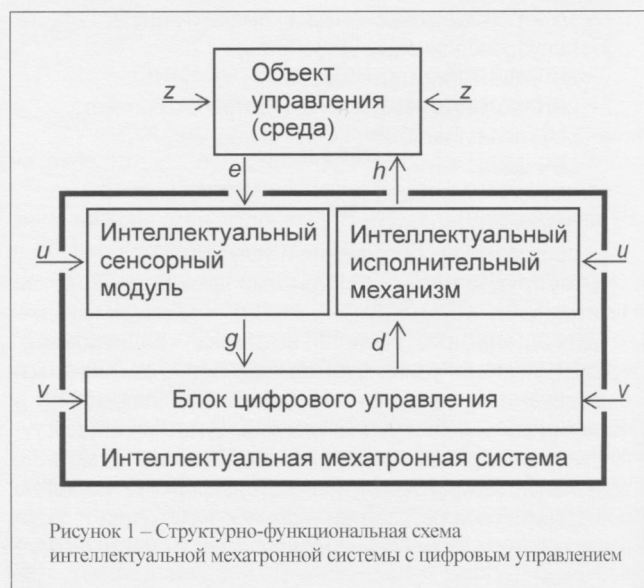 Объект
управления
(среда)
z
z
e
h
Интеллектуальный
сенсорный
модуль
Интеллектуальный
исполнительный
механизм
u
u
g
d
Блок цифрового управления
v
v
Интеллектуальная мехатронная система
Рисунок 1 – Структурно-функциональная схема
интеллектуальной мехатронной системы с цифровым управлением